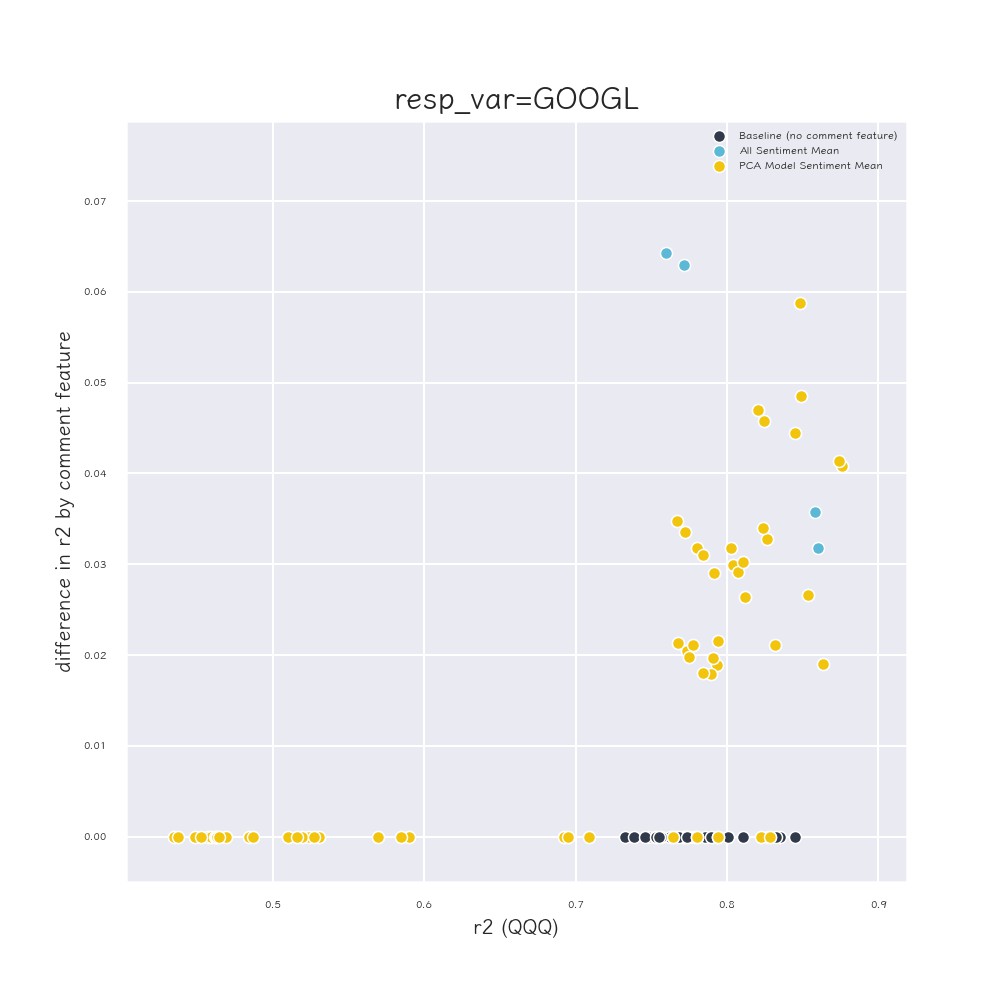 resp_var=GOOGL
Baseline (no comment feature)
All Sentiment Mean
PCA Model Sentiment Mean
0.07
0.06
0.05
0.04
0.03
0.02
0.01
0.00
difference in r2 by comment feature
0.5 0.6 0.7 0.8 0.9
r2 (QQQ)